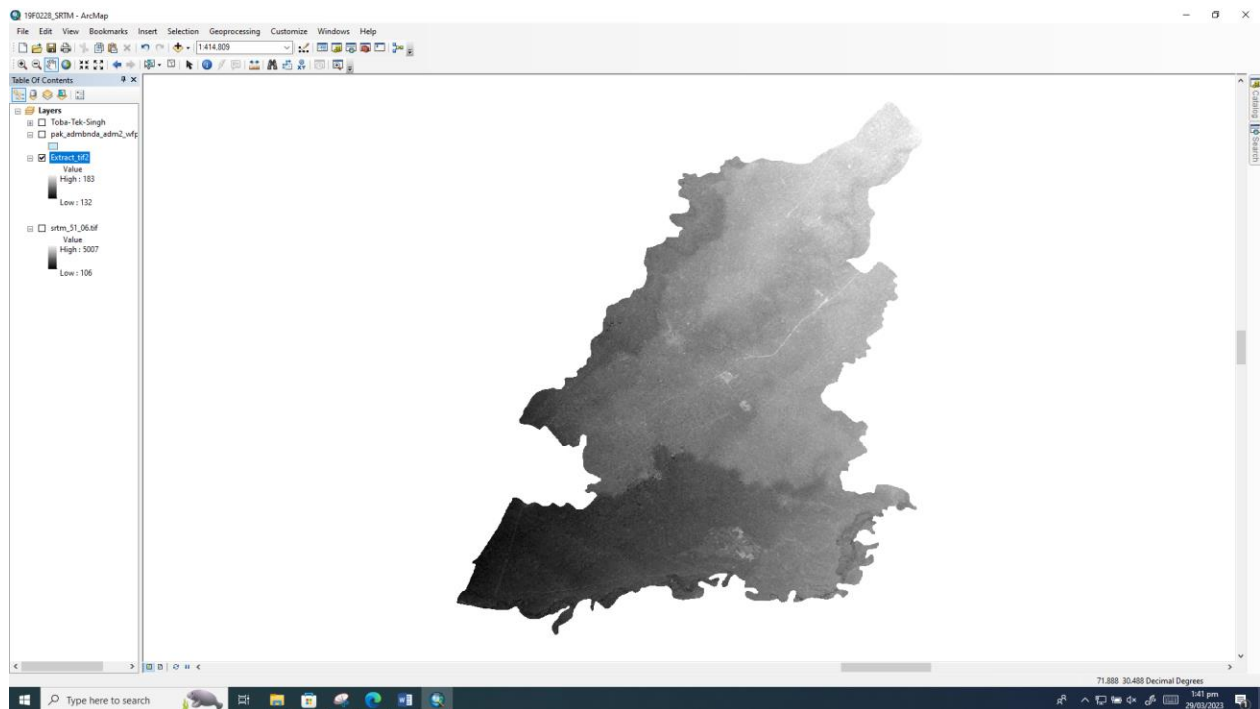 19F0228_SRTM - ArcMap
File Edit View Bookmarks Insert Selection Geoprocessing Customize Windows Help
1:414,809
Table Of Contents
Layers
Toba-Tek-Singh
pak_admbnda_adm2_wfp
Extract_tif2
Value
High : 183
Low : 132
srtm_51_06.tif
Value
High : 5007
Low : 106
Catalog
Search
71.888 30.488 Decimal Degrees
Type here to search
1:41 pm
29/03/2023